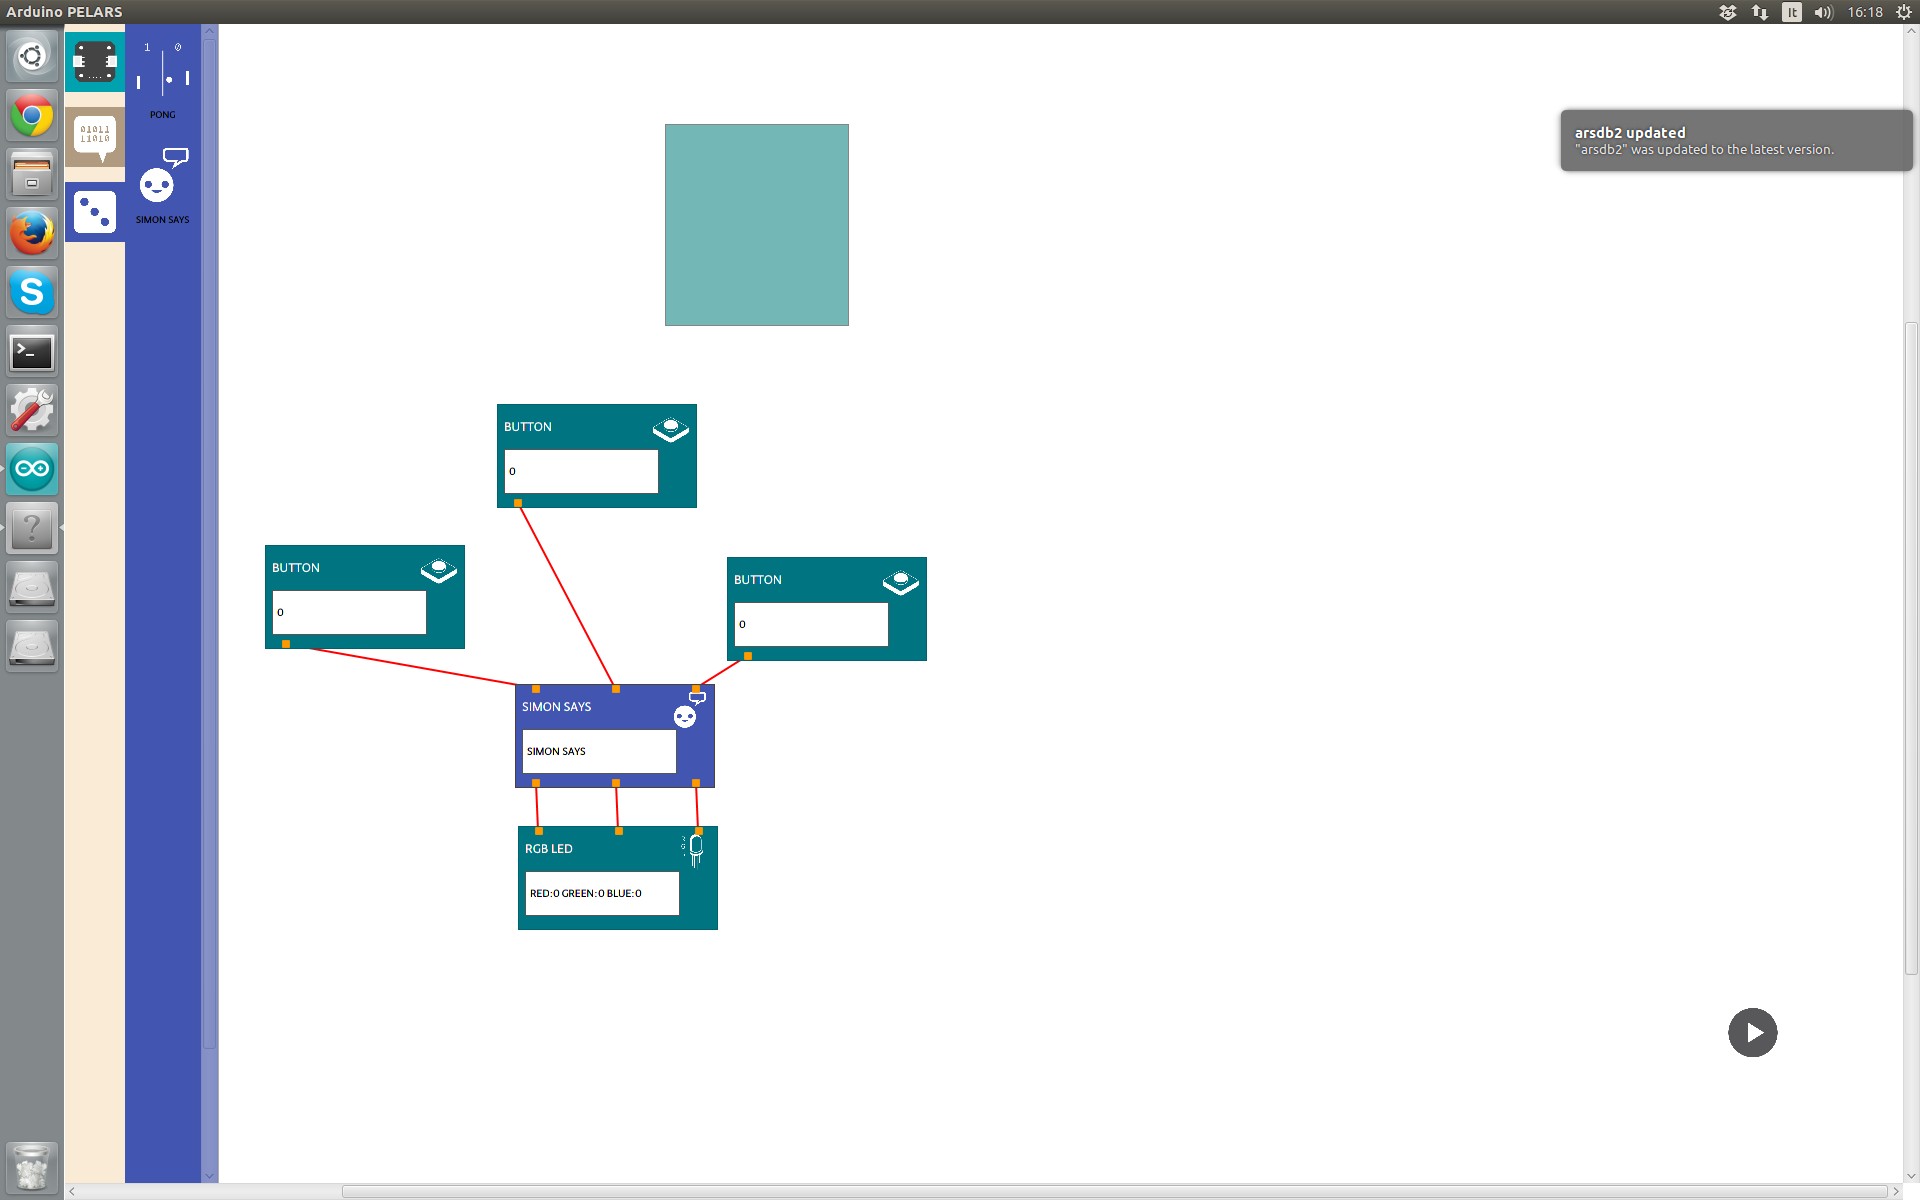 Arduino PELARS
It
16:18
1 0
PONG
01011
11010
SIMON SAYS
arsdb2 updated
"arsdb2" was updated to the latest version.
BUTTON
0
BUTTON
0
BUTTON
0
SIMON SAYS
SIMON SAYS
RGB LED
RED:0 GREEN:0 BLUE:0